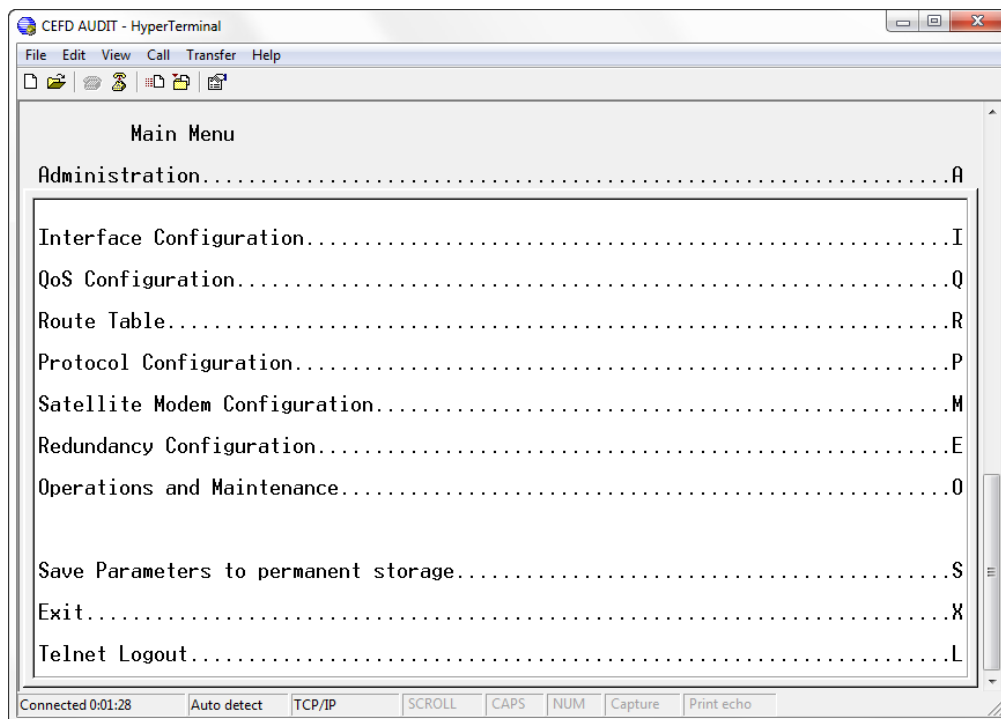 CEFD AUDIT - HyperTerminal
File Edit View Call Transfer Help
Main Menu
Administration...............................................................A
Interface Configuration......................................................I
QoS Configuration............................................................Q
Route Table..................................................................R
Protocol Configuration.......................................................P
Satellite Modem Configuration................................................M
Redundancy Configuration.....................................................E
Operations and Maintenance...................................................O
Save Parameters to permanent storage.........................................S
Exit.........................................................................X
Telnet Logout................................................................L
Connected 0:01:28 Auto detect TCP/IP SCROLL CAPS NUM Capture Print echo